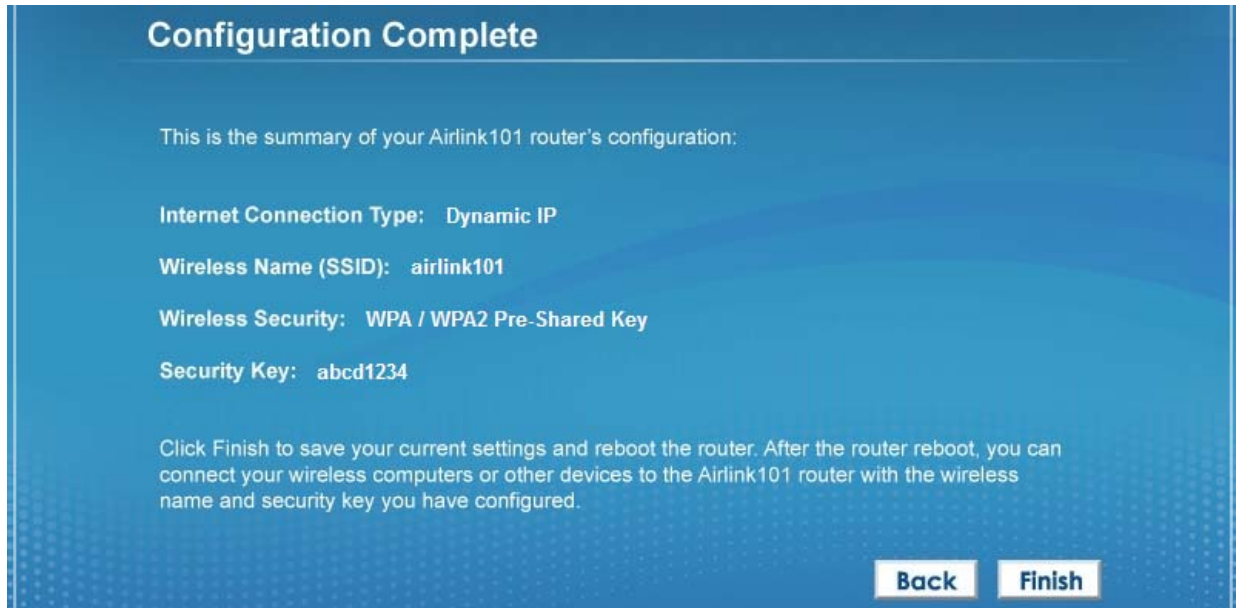 Configuration Complete
This is the summary of your Airlink101 router's configuration:
Internet Connection Type: Dynamic IP
Wireless Name (SSID): airlink101
Wireless Security: WPA / WPA2 Pre-Shared Key
Security Key: abcd1234
Click Finish to save your current settings and reboot the router. After the router reboot, you can
connect your wireless computers or other devices to the Airlink101 router with the wireless
name and security key you have configured.
Back Finish